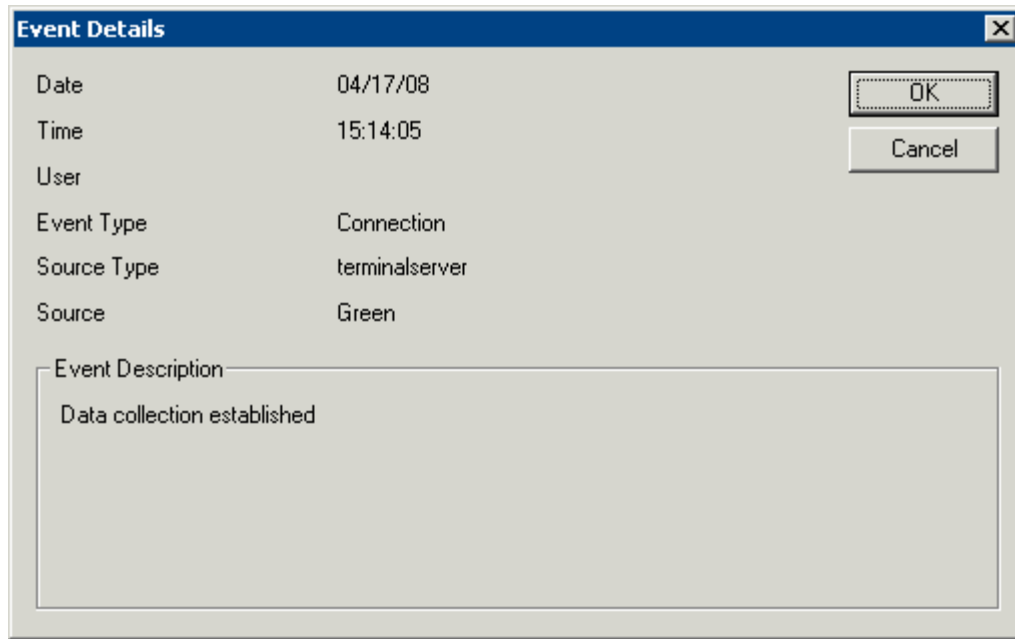 Event Details
Date 04/17/08
OK
Time 15:14:05
Cancel
User
Event Type Connection
Source Type terminalserver
Source Green
Event Description
Data collection established